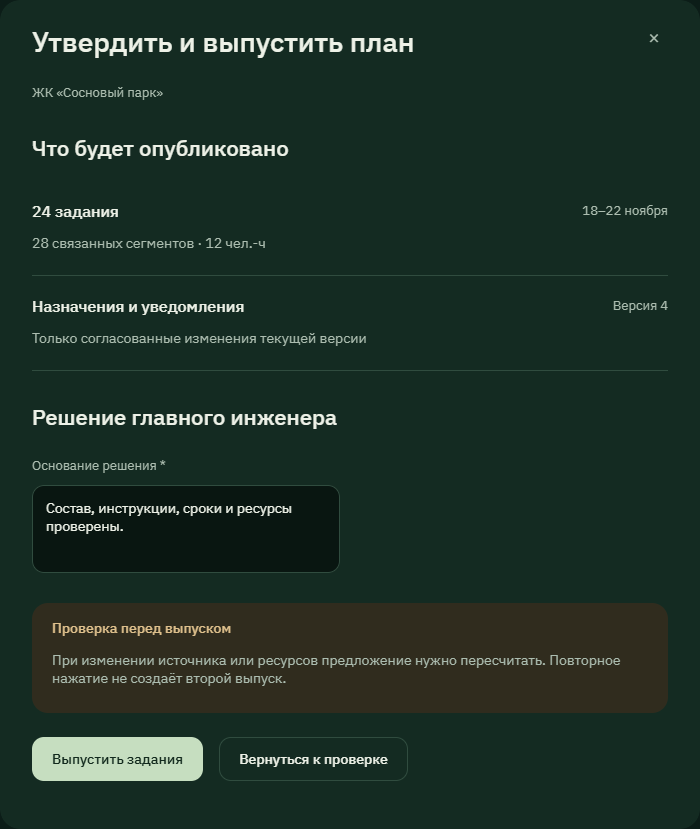 Утвердить и выпустить план
×
ЖК «Сосновый парк»
Что будет опубликовано
24 задания
18–22 ноября
28 связанных сегментов · 12 чел.-ч
Назначения и уведомления
Версия 4
Только согласованные изменения текущей версии
Решение главного инженера
Основание решения *
Состав, инструкции, сроки и ресурсы
проверены.
Проверка перед выпуском
При изменении источника или ресурсов предложение нужно пересчитать. Повторное
нажатие не создаёт второй выпуск.
Выпустить задания
Вернуться к проверке